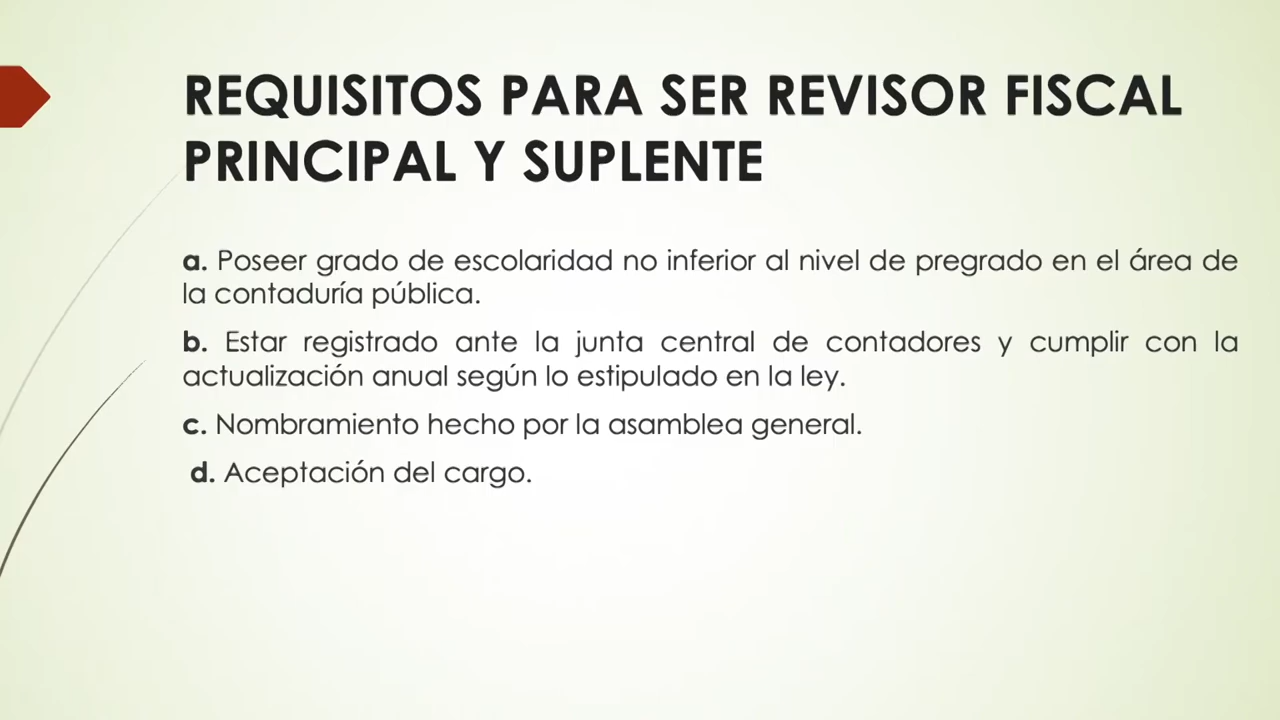 REQUISITOS PARA SER REVISOR FISCAL
PRINCIPAL Y SUPLENTE
a. Poseer grado de escolaridad no inferior al nivel de pregrado en el área de
la contaduría pública.
b. Estar registrado ante la junta central de contadores y cumplir con la
actualización anual según lo estipulado en la ley.
c. Nombramiento hecho por la asamblea general.
d. Aceptación del cargo.